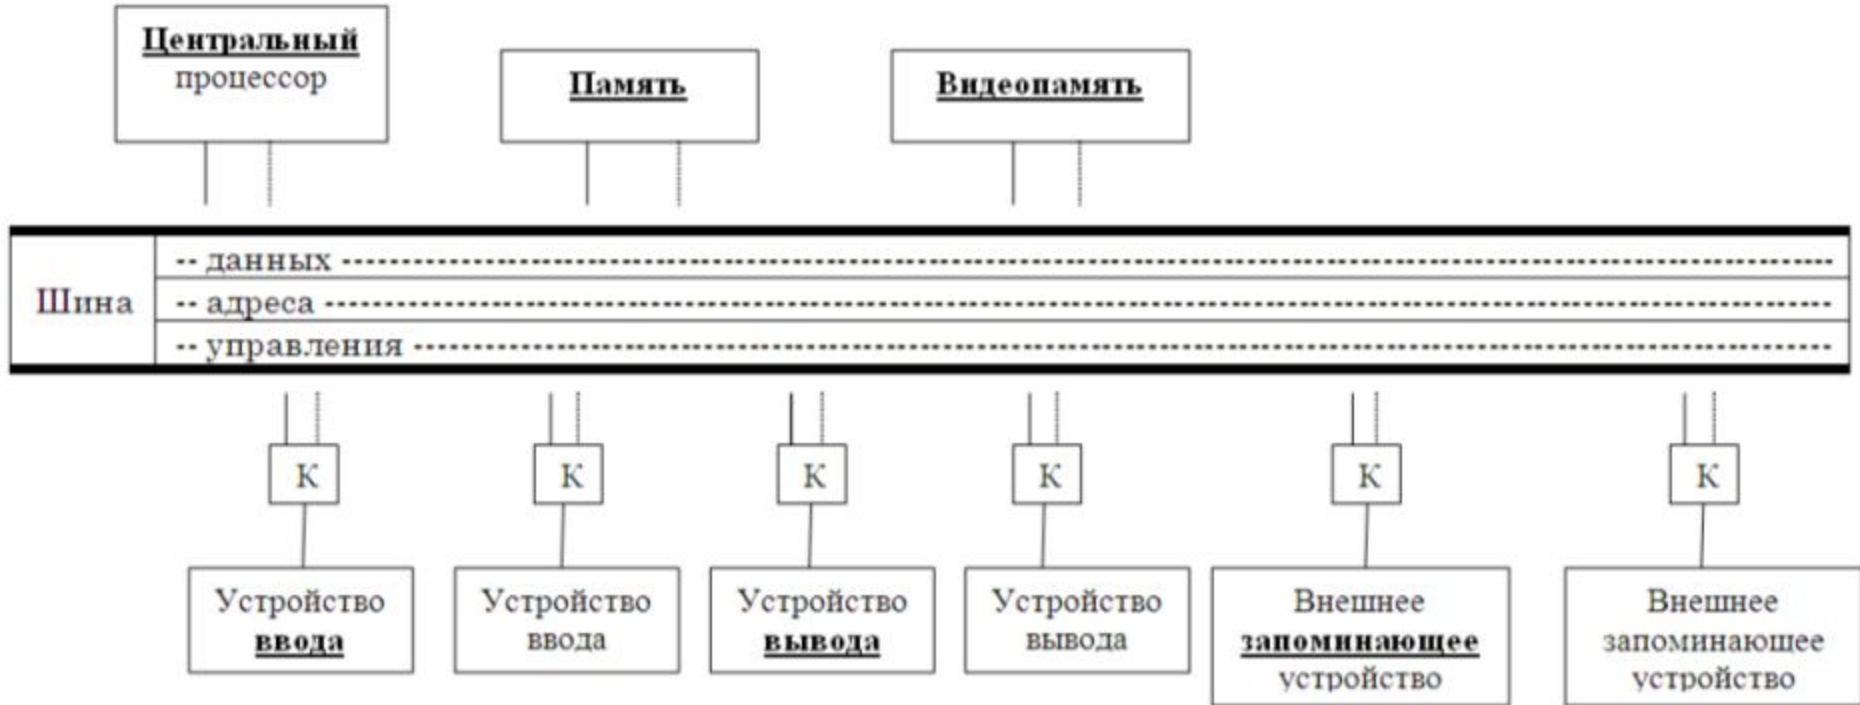 Центральный
процессор
Память
Видеопамять
Шина
-- данных --
-- адреса --
-- управления --
К
К
К
К
К
К
Устройство
ввода
Устройство
ввода
Устройство
вывода
Устройство
вывода
Внешнее
запоминающее
устройство
Внешнее
запоминающее
устройство